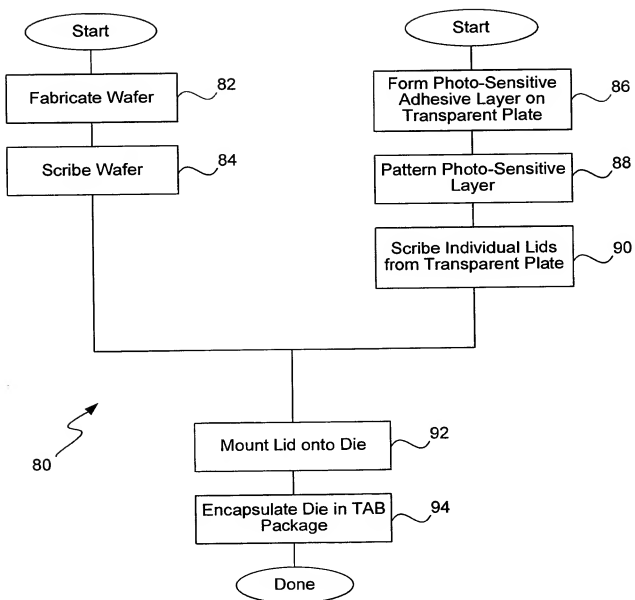 Start
Fabricate Wafer
82
Scribe Wafer
84
Start
Form Photo-Sensitive
Adhesive Layer on
Transparent Plate
86
Pattern Photo-Sensitive
Layer
88
Scribe Individual Lids
from Transparent Plate
90
80
Mount Lid onto Die
92
Encapsulate Die in TAB
Package
94
Done